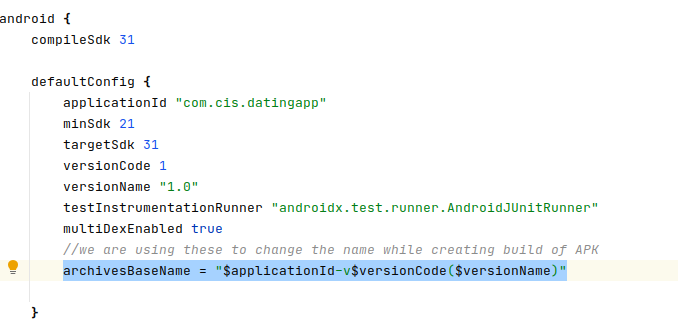 android {
compileSdk 31
defaultConfig {
applicationId "com.cis.datingapp"
minSdk 21
targetSdk 31
versionCode 1
versionName "1.0"
testInstrumentationRunner "androidx.test.runner.AndroidJUnitRunner"
multiDexEnabled true
//we are using these to change the name while creating build of APK
archivesBaseName = "$applicationId-v$versionCode($versionName)"
}